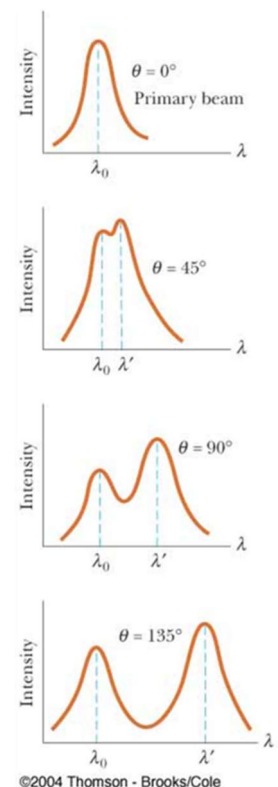 Intensity
θ = 0°
Primary beam
λ
λ₀
Intensity
θ = 45°
λ
λ₀ λ′
Intensity
θ = 90°
λ
λ₀ λ′
Intensity
θ = 135°
λ
λ₀ λ′
©2004 Thomson - Brooks/Cole